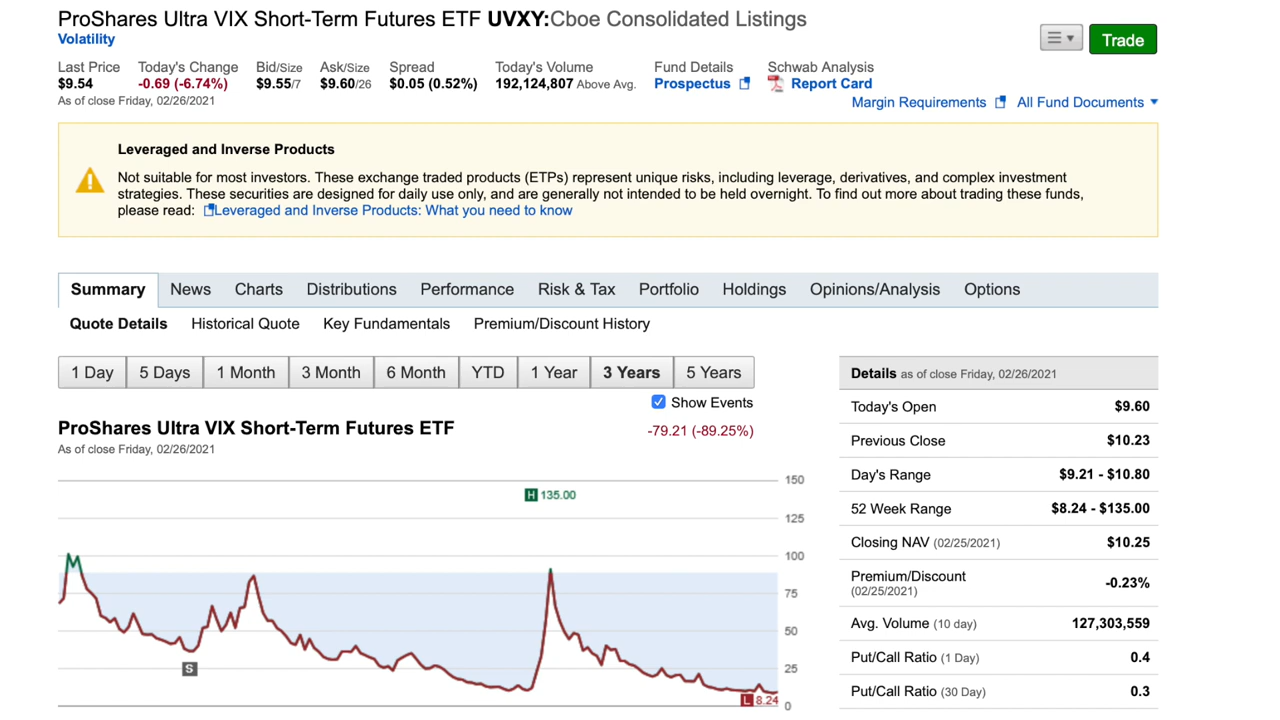 ProShares Ultra VIX Short-Term Futures ETF UVXY:Cboe Consolidated Listings
Volatility
Trade
Last Price Today's Change Bid/Size Ask/Size Spread Today's Volume Fund Details Schwab Analysis
$9.54 -0.69 (-6.74%) $9.55/7 $9.60/26 $0.05 (0.52%) 192,124,807 Above Avg. Prospectus Report Card
As of close Friday, 02/26/2021
Margin Requirements All Fund Documents
Leveraged and Inverse Products
Not suitable for most investors. These exchange traded products (ETPs) represent unique risks, including leverage, derivatives, and complex investment
strategies. These securities are designed for daily use only, and are generally not intended to be held overnight. To find out more about trading these funds,
please read: Leveraged and Inverse Products: What you need to know
Summary News Charts Distributions Performance Risk & Tax Portfolio Holdings Opinions/Analysis Options
Quote Details Historical Quote Key Fundamentals Premium/Discount History
1 Day 5 Days 1 Month 3 Month 6 Month YTD 1 Year 3 Years 5 Years
Show Events
ProShares Ultra VIX Short-Term Futures ETF
-79.21 (-89.25%)
As of close Friday, 02/26/2021
150
H 135.00
125
100
75
50
S
25
L 8.24
0
Details as of close Friday, 02/26/2021
Today's Open $9.60
Previous Close $10.23
Day's Range $9.21 - $10.80
52 Week Range $8.24 - $135.00
Closing NAV (02/25/2021) $10.25
Premium/Discount -0.23%
(02/25/2021)
Avg. Volume (10 day) 127,303,559
Put/Call Ratio (1 Day) 0.4
Put/Call Ratio (30 Day) 0.3